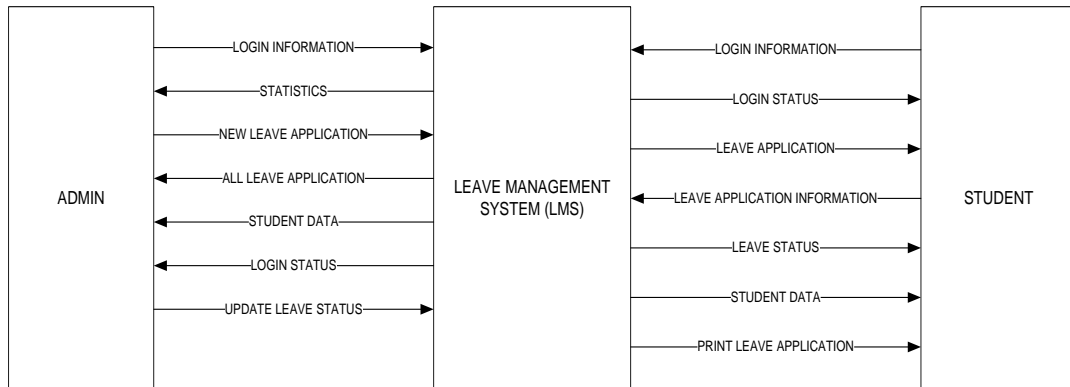 ADMIN
LOGIN INFORMATION
STATISTICS
NEW LEAVE APPLICATION
ALL LEAVE APPLICATION
STUDENT DATA
LOGIN STATUS
UPDATE LEAVE STATUS
LEAVE MANAGEMENT
SYSTEM (LMS)
LOGIN INFORMATION
LOGIN STATUS
LEAVE APPLICATION
LEAVE APPLICATION INFORMATION
LEAVE STATUS
STUDENT DATA
PRINT LEAVE APPLICATION
STUDENT